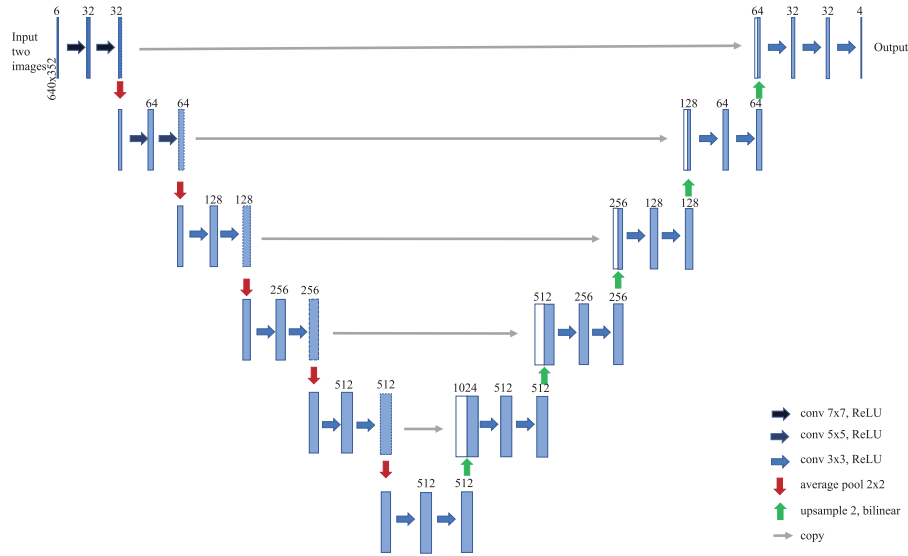 6 32 32
64 32 32 4
Input
two
images
640x352
Output
64 64
128 64 64
128 128
256 128 128
256 256
512 256 256
512 512
1024 512 512
512 512
conv 7x7, ReLU
conv 5x5, ReLU
conv 3x3, ReLU
average pool 2x2
upsample 2, bilinear
copy